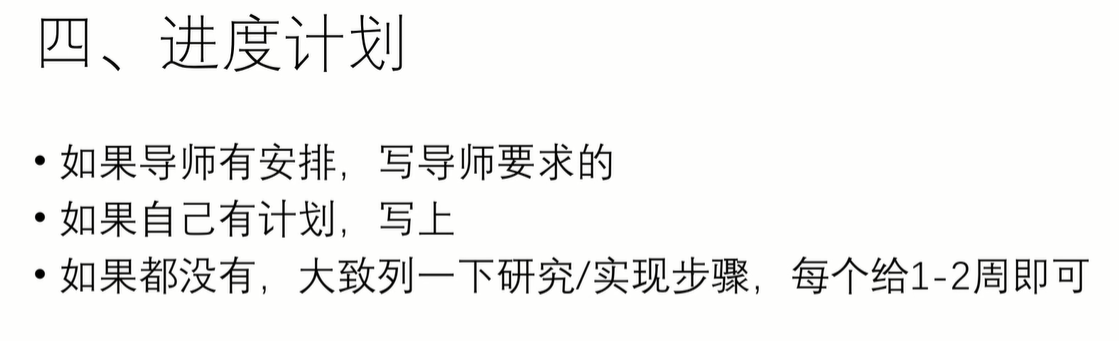 四、进度计划
• 如果导师有安排，写导师要求的
• 如果自己有计划，写上
• 如果都没有，大致列一下研究/实现步骤，每个给1-2周即可